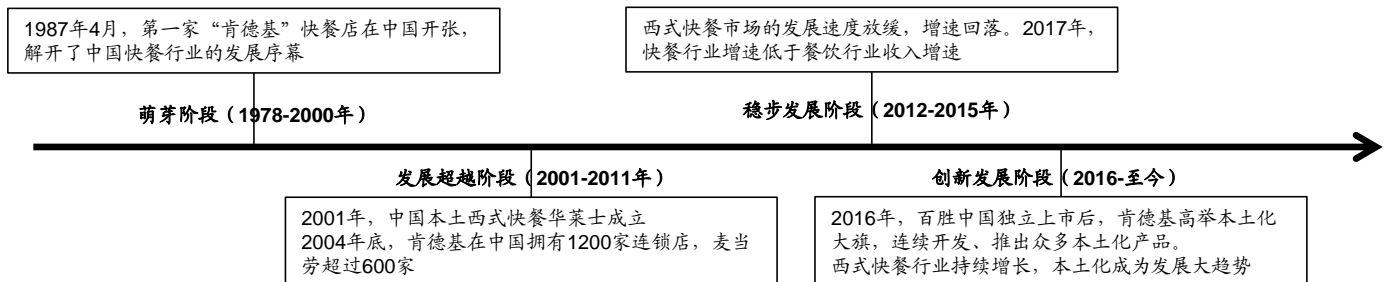 1987年4月，第一家“肯德基”快餐店在中国开张，
解开了中国快餐行业的发展序幕
西式快餐市场的发展速度放缓，增速回落。2017年，
快餐行业增速低于餐饮行业收入增速
萌芽阶段（1978-2000年）
稳步发展阶段（2012-2015年）
发展超越阶段（2001-2011年）
创新发展阶段（2016-至今）
2001年，中国本土西式快餐华莱士成立
2004年底，肯德基在中国拥有1200家连锁店，麦当
劳超过600家
2016年，百胜中国独立上市后，肯德基高举本土化
大旗，连续开发、推出众多本土化产品。
西式快餐行业持续增长，本土化成为发展大趋势